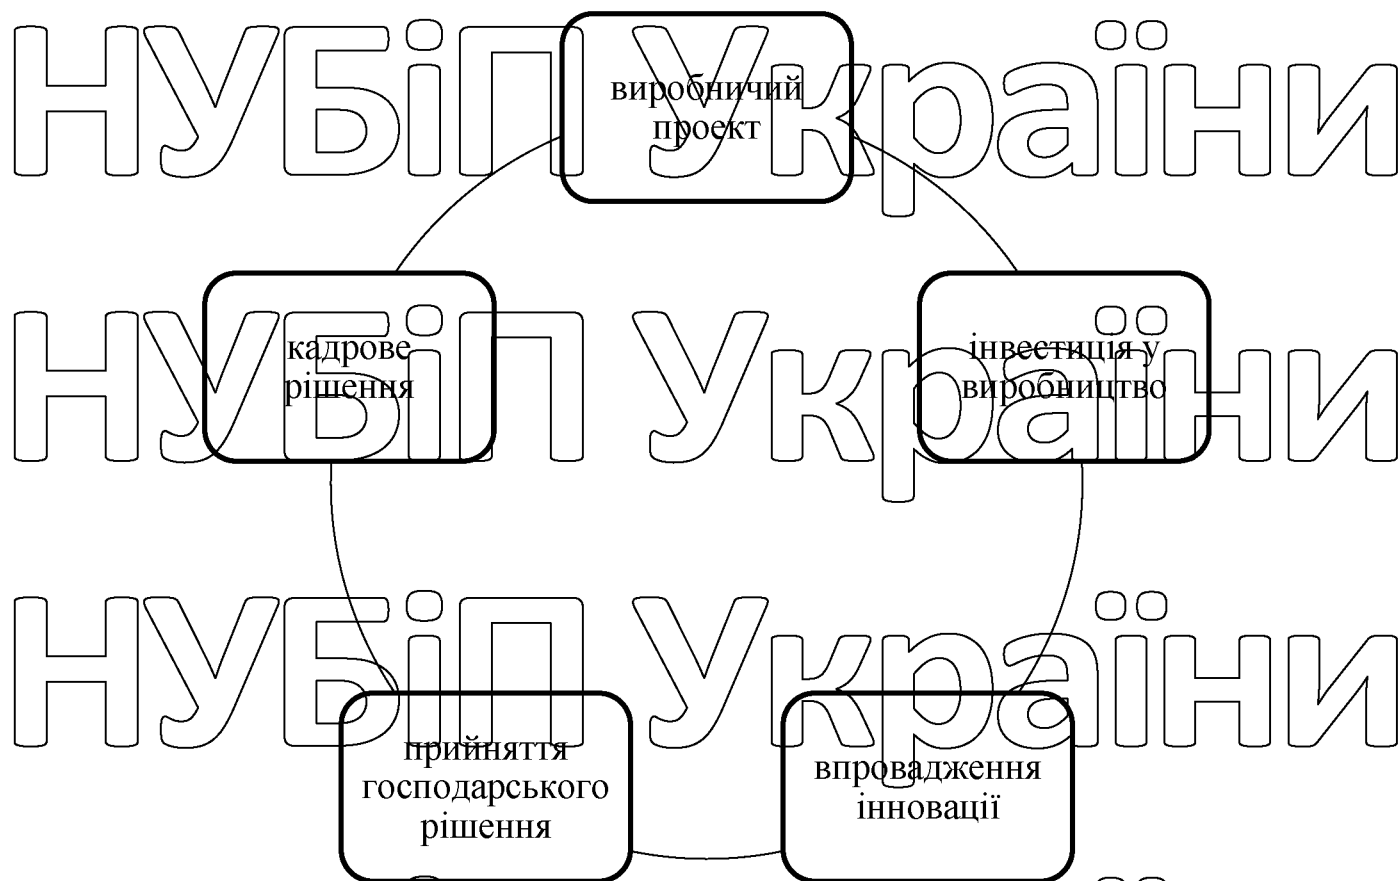 НУБіП України
виробничий
проект
НУБіП України
кадрове
рішення
інвестиція у
виробництво
НУБіП України
прийняття
господарського
рішення
впровадження
інновації